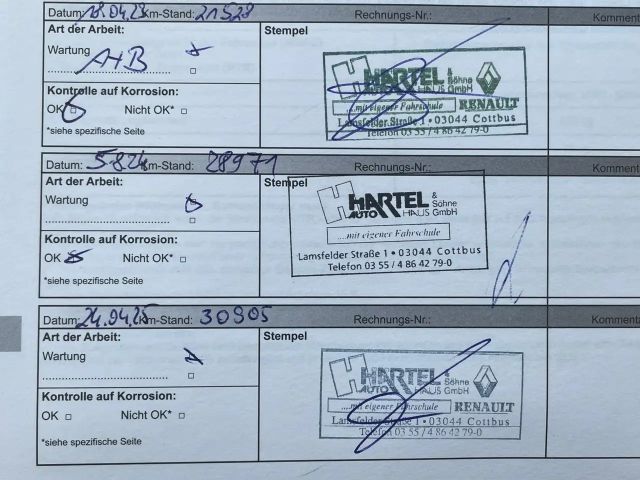 Datum: 18.04.23 Km-Stand: 21528 Rechnungs-Nr.: Komment
Art der Arbeit: Stempel
Wartung
A+B
Kontrolle auf Korrosion:
OK Nicht OK*
*siehe spezifische Seite
HARTEL & Söhne
AUTO HAUS GmbH
....mit eigener Fahrschule RENAULT
Lamsfelder Straße 1 • 03044 Cottbus
Telefon 03 55 / 4 86 42 79-0
Datum: 5.8.24 Km-Stand: 28971 Rechnungs-Nr.: Komment
Art der Arbeit: Stempel
Wartung
Kontrolle auf Korrosion:
OK Nicht OK*
*siehe spezifische Seite
HARTEL & Söhne
AUTO HAUS GmbH
....mit eigener Fahrschule
Lamsfelder Straße 1 • 03044 Cottbus
Telefon 03 55 / 4 86 42 79-0
Datum: 24.04.25 Km-Stand: 30905 Rechnungs-Nr.: Komment
Art der Arbeit: Stempel
Wartung
Kontrolle auf Korrosion:
OK Nicht OK*
*siehe spezifische Seite
HARTEL & Söhne
AUTO HAUS GmbH
....mit eigener Fahrschule RENAULT
Lamsfelder Straße 1 • 03044 Cottbus
Telefon 03 55 / 4 86 42 79-0